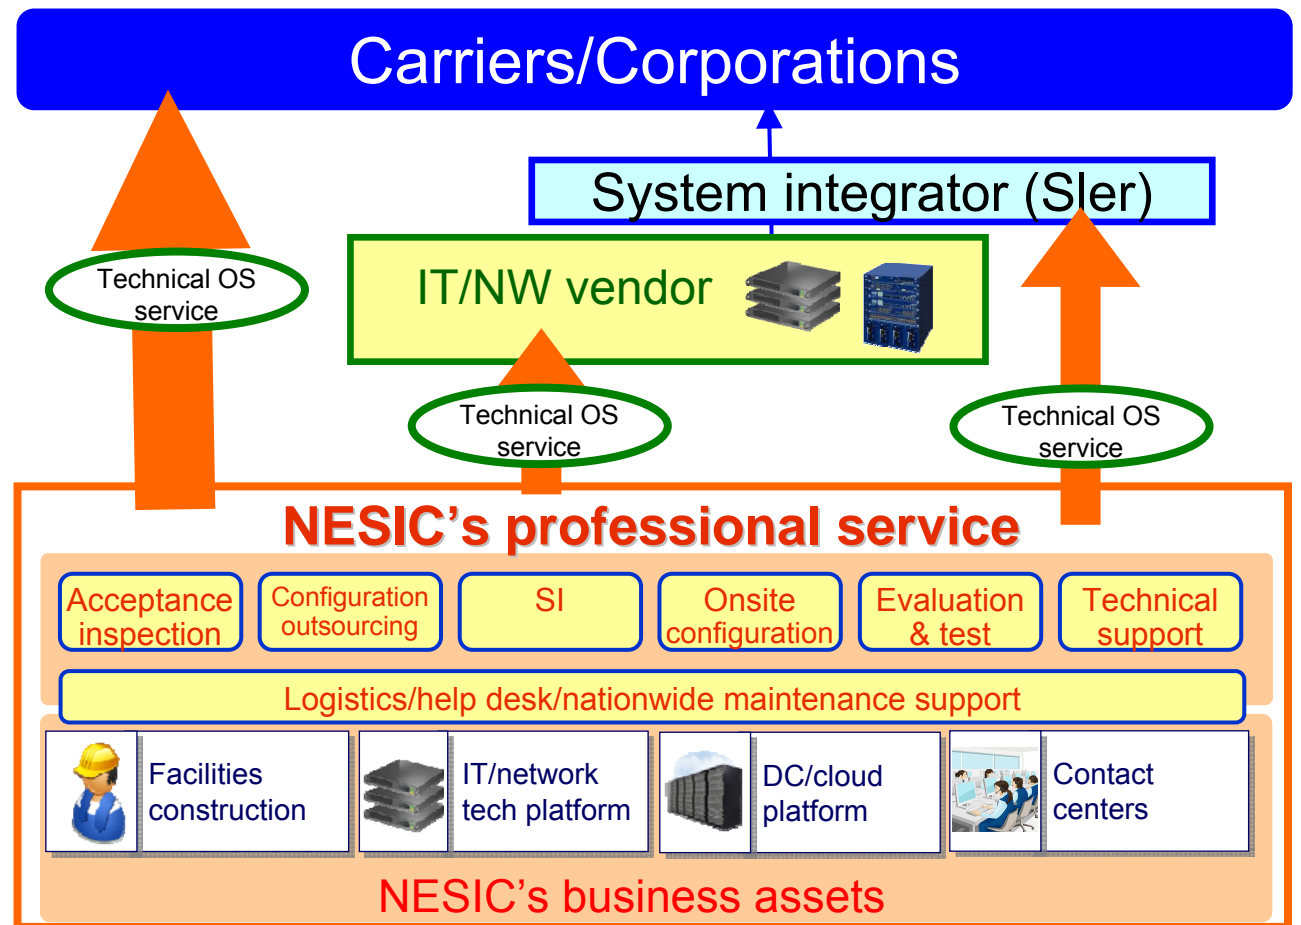 Carriers/Corporations
System integrator (SIer)
IT/NW vendor
Technical OS
service
Technical OS
service
Technical OS
service
NESIC’s professional service
Acceptance
inspection
Configuration
outsourcing
SI
Onsite
configuration
Evaluation
& test
Technical
support
Logistics/help desk/nationwide maintenance support
Facilities
construction
IT/network
tech platform
DC/cloud
platform
Contact
centers
NESIC’s business assets